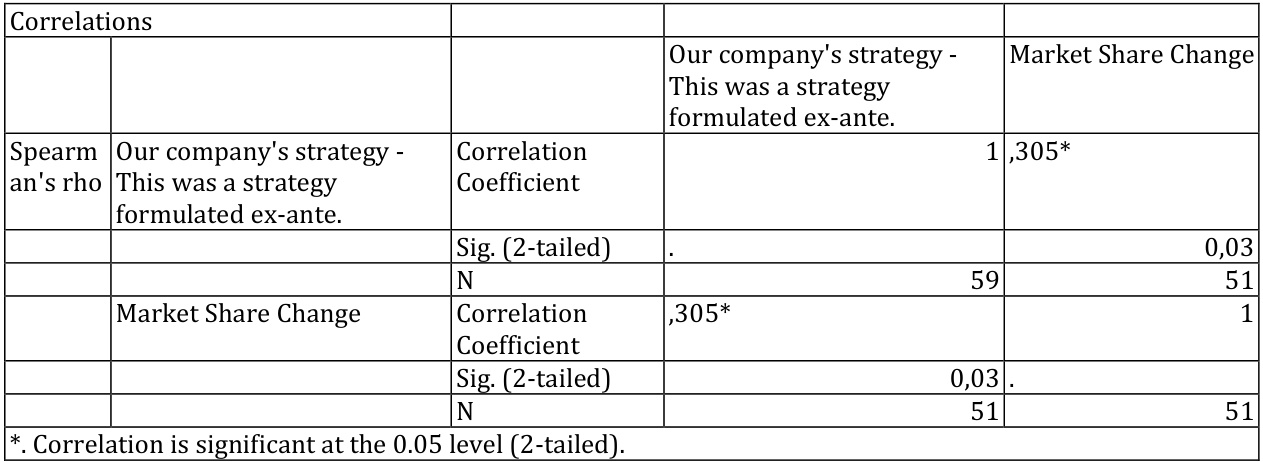 Correlations
Our company's strategy - Market Share Change
This was a strategy
formulated ex-ante.
Spearm Our company's strategy - Correlation 1 ,305*
an's rho This was a strategy Coefficient
formulated ex-ante.
Sig. (2-tailed) . 0,03
N 59 51
Market Share Change Correlation ,305* 1
Coefficient
Sig. (2-tailed) 0,03 .
N 51 51
*. Correlation is significant at the 0.05 level (2-tailed).